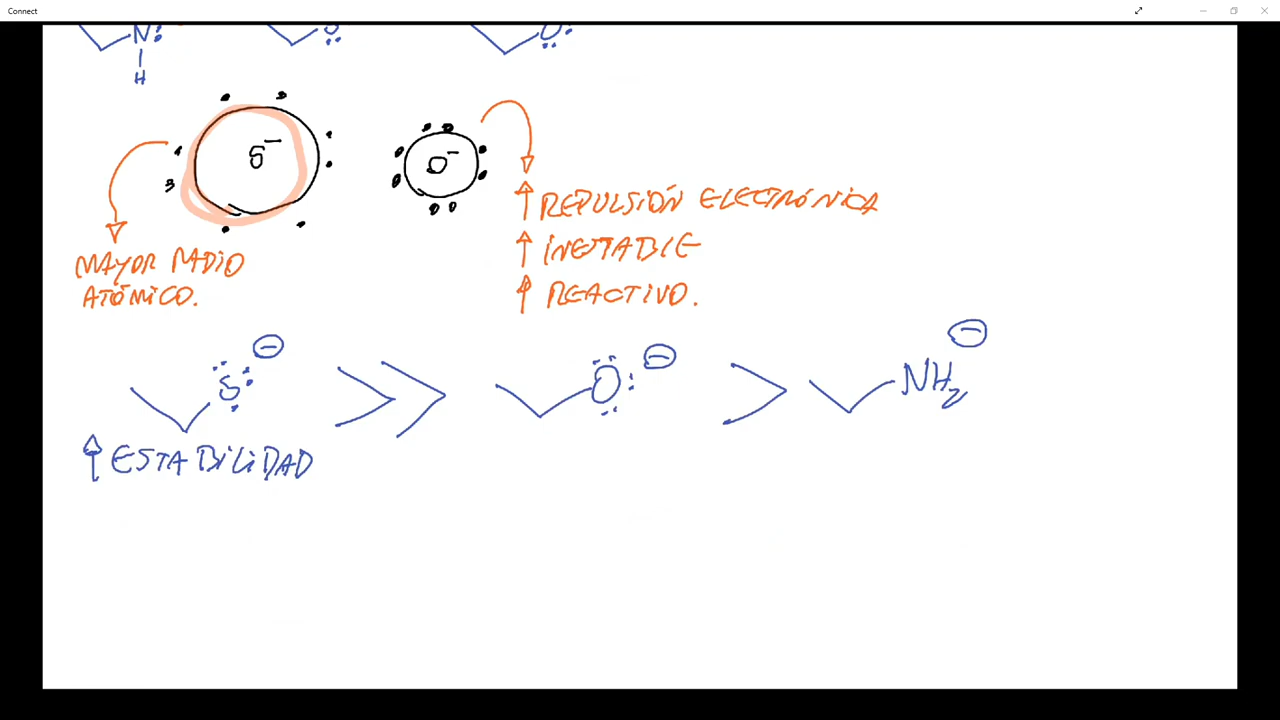 Connect
N:
H
S
O
S⁻
O⁻
↑ REPULSIÓN ELECTRÓNICA
↑ INESTABLE
↑ REACTIVO.
MAYOR RADIO
ATÓMICO.
S ⊖ >> O ⊖ > NH₂ ⊖
↑ ESTABILIDAD